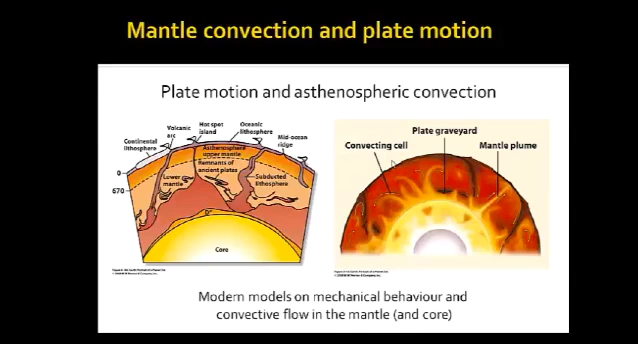 Mantle convection and plate motion
Plate motion and asthenospheric convection
Continental
lithosphere
Volcanic
arc
Hot spot
island
Oceanic
lithosphere
Mid-ocean
ridge
Asthenosphere
upper mantle
Remnants of
ancient plates
Lower
mantle
Subducted
lithosphere
0
670
D"
Core
Plate graveyard
Convecting cell
Mantle plume
Modern models on mechanical behaviour and
convective flow in the mantle (and core)